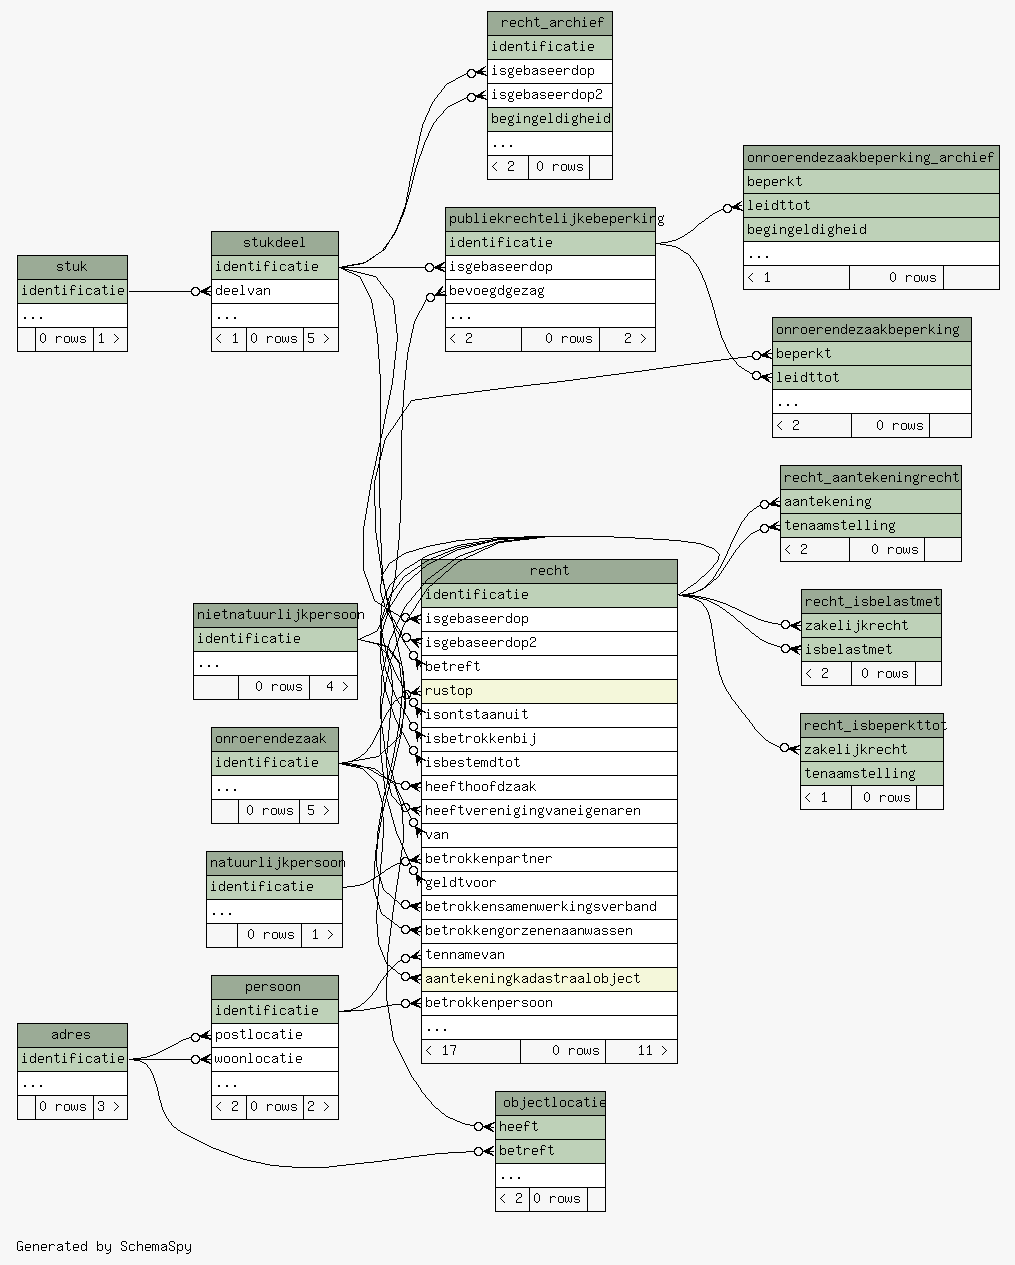 recht_archief
identificatie
isgebaseerdop
isgebaseerdop2
begingeldigheid
...
< 2 0 rows
onroerendezaakbeperking_archief
beperkt
leidttot
begingeldigheid
...
< 1 0 rows
publiekrechtelijkebeperking
identificatie
isgebaseerdop
bevoegdgezag
...
< 2 0 rows 2 >
stukdeel
identificatie
deelvan
...
< 1 0 rows 5 >
stuk
identificatie
...
0 rows 1 >
onroerendezaakbeperking
beperkt
leidttot
...
< 2 0 rows
recht_aantekeningrecht
aantekening
tenaamstelling
< 2 0 rows
recht
identificatie
isgebaseerdop
isgebaseerdop2
betreft
rustop
isontstaanuit
isbetrokkenbij
isbestemdtot
heefthoofdzaak
heeftverenigingvaneigenaren
van
betrokkenpartner
geldtvoor
betrokkensamenwerkingsverband
betrokkengorzenenaanwassen
tennamevan
aantekeningkadastraalobject
betrokkenpersoon
...
< 17 0 rows 11 >
recht_isbelastmet
zakelijkrecht
isbelastmet
< 2 0 rows
nietnatuurlijkpersoon
identificatie
...
0 rows 4 >
recht_isbeperkttot
zakelijkrecht
tenaamstelling
< 1 0 rows
onroerendezaak
identificatie
...
0 rows 5 >
natuurlijkpersoon
identificatie
...
0 rows 1 >
persoon
identificatie
postlocatie
woonlocatie
...
< 2 0 rows 2 >
adres
identificatie
...
0 rows 3 >
objectlocatie
heeft
betreft
...
< 2 0 rows
Generated by SchemaSpy